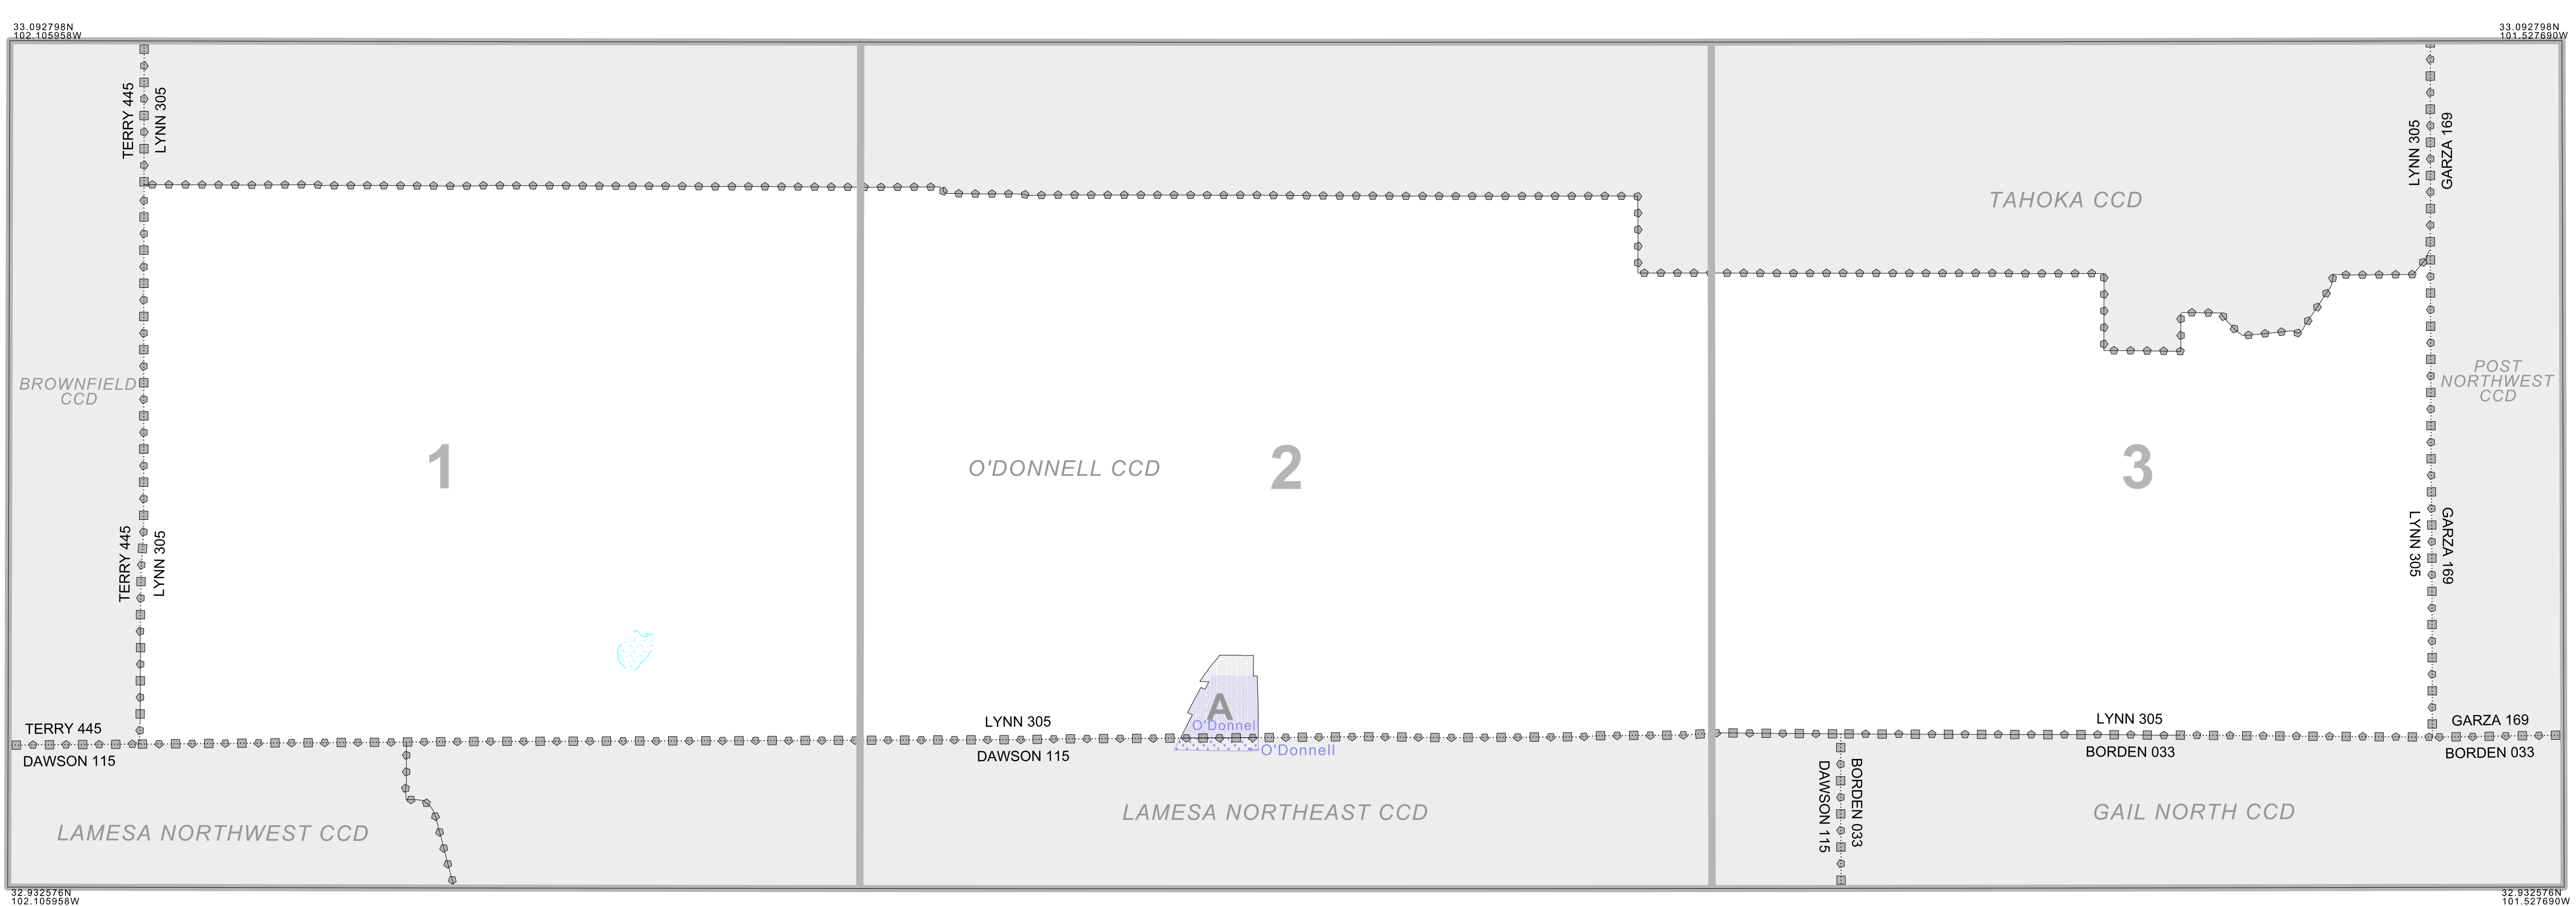 33.092798N
102.105958W
33.092798N
101.527690W
TERRY 445
LYNN 305
LYNN 305
GARZA 169
TAHOKA CCD
BROWNFIELD
CCD
POST
NORTHWEST
CCD
1
O'DONNELL CCD
2
3
TERRY 445
LYNN 305
LYNN 305
GARZA 169
A
O'Donnell
O'Donnell
TERRY 445
DAWSON 115
LYNN 305
DAWSON 115
LYNN 305
BORDEN 033
GARZA 169
BORDEN 033
DAWSON 115
BORDEN 033
LAMESA NORTHWEST CCD
LAMESA NORTHEAST CCD
GAIL NORTH CCD
32.932576N
102.105958W
32.932576N
101.527690W